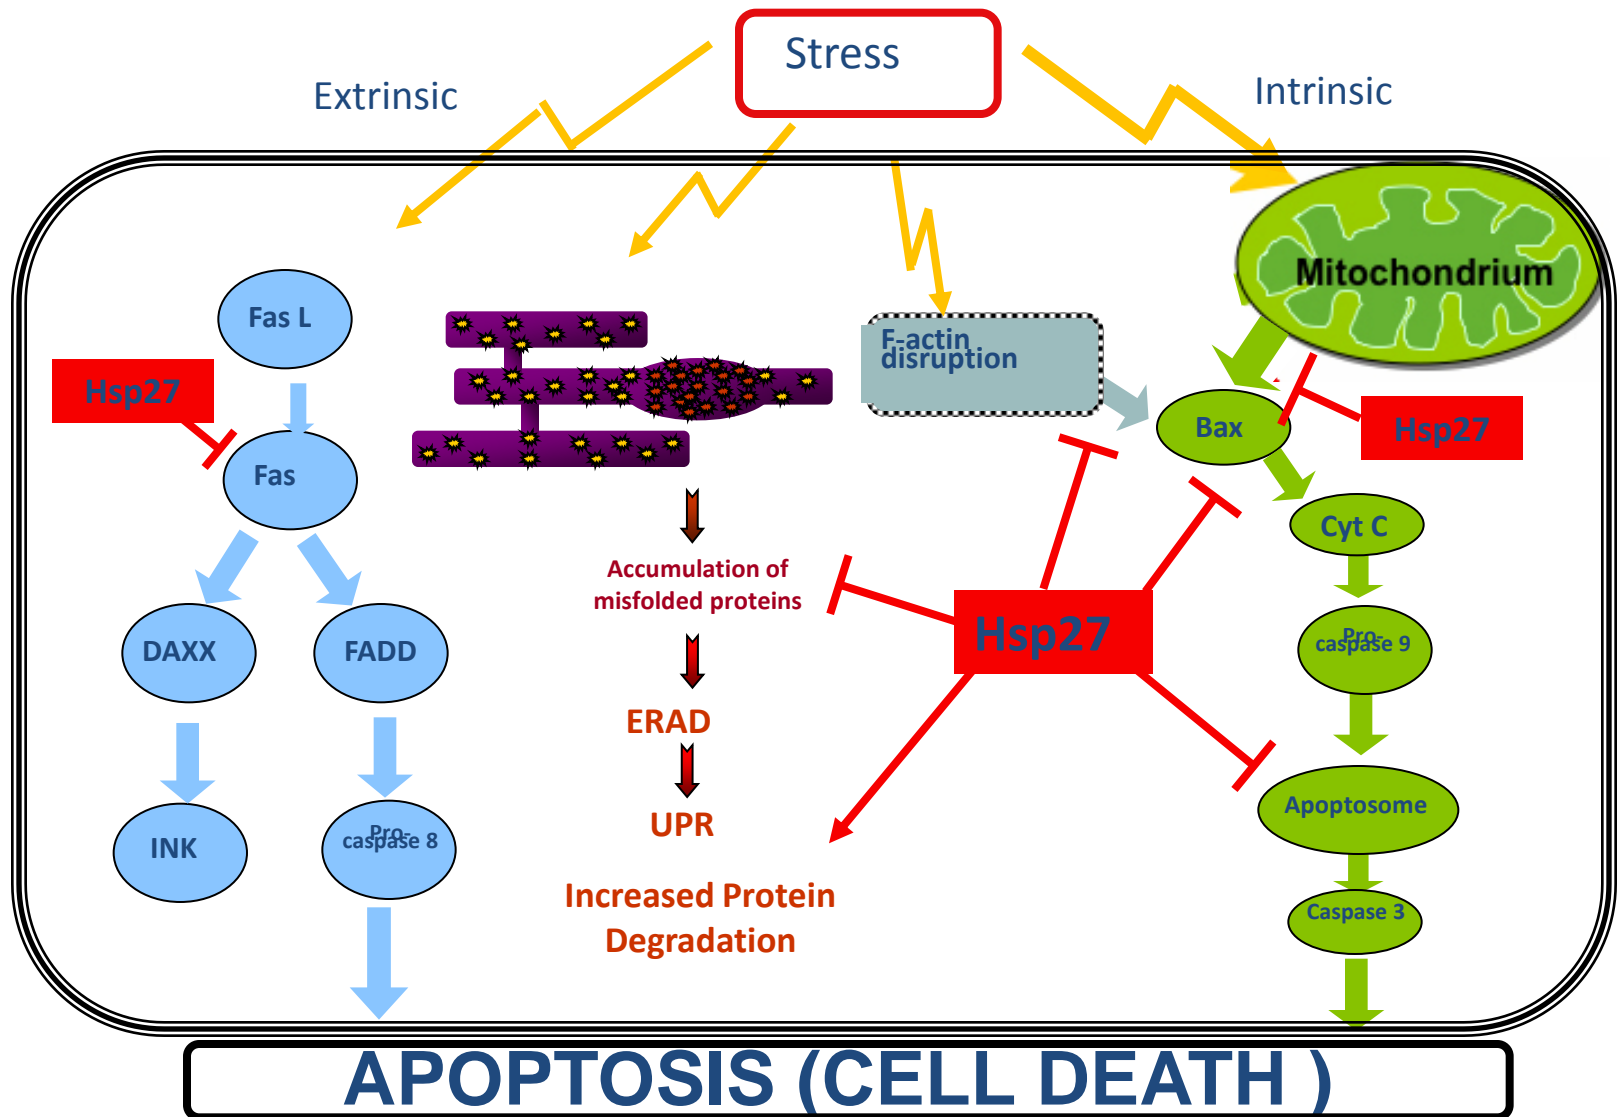 Stress
Extrinsic
Intrinsic
Mitochondrium
Fas L
F-actin
disruption
Hsp27
Bax
Hsp27
Fas
Cyt C
Accumulation of
misfolded proteins
Hsp27
Pro-
caspase 9
DAXX
FADD
ERAD
Apoptosome
UPR
INK
Pro-
caspase 8
Increased Protein
Degradation
Caspase 3
APOPTOSIS (CELL DEATH )